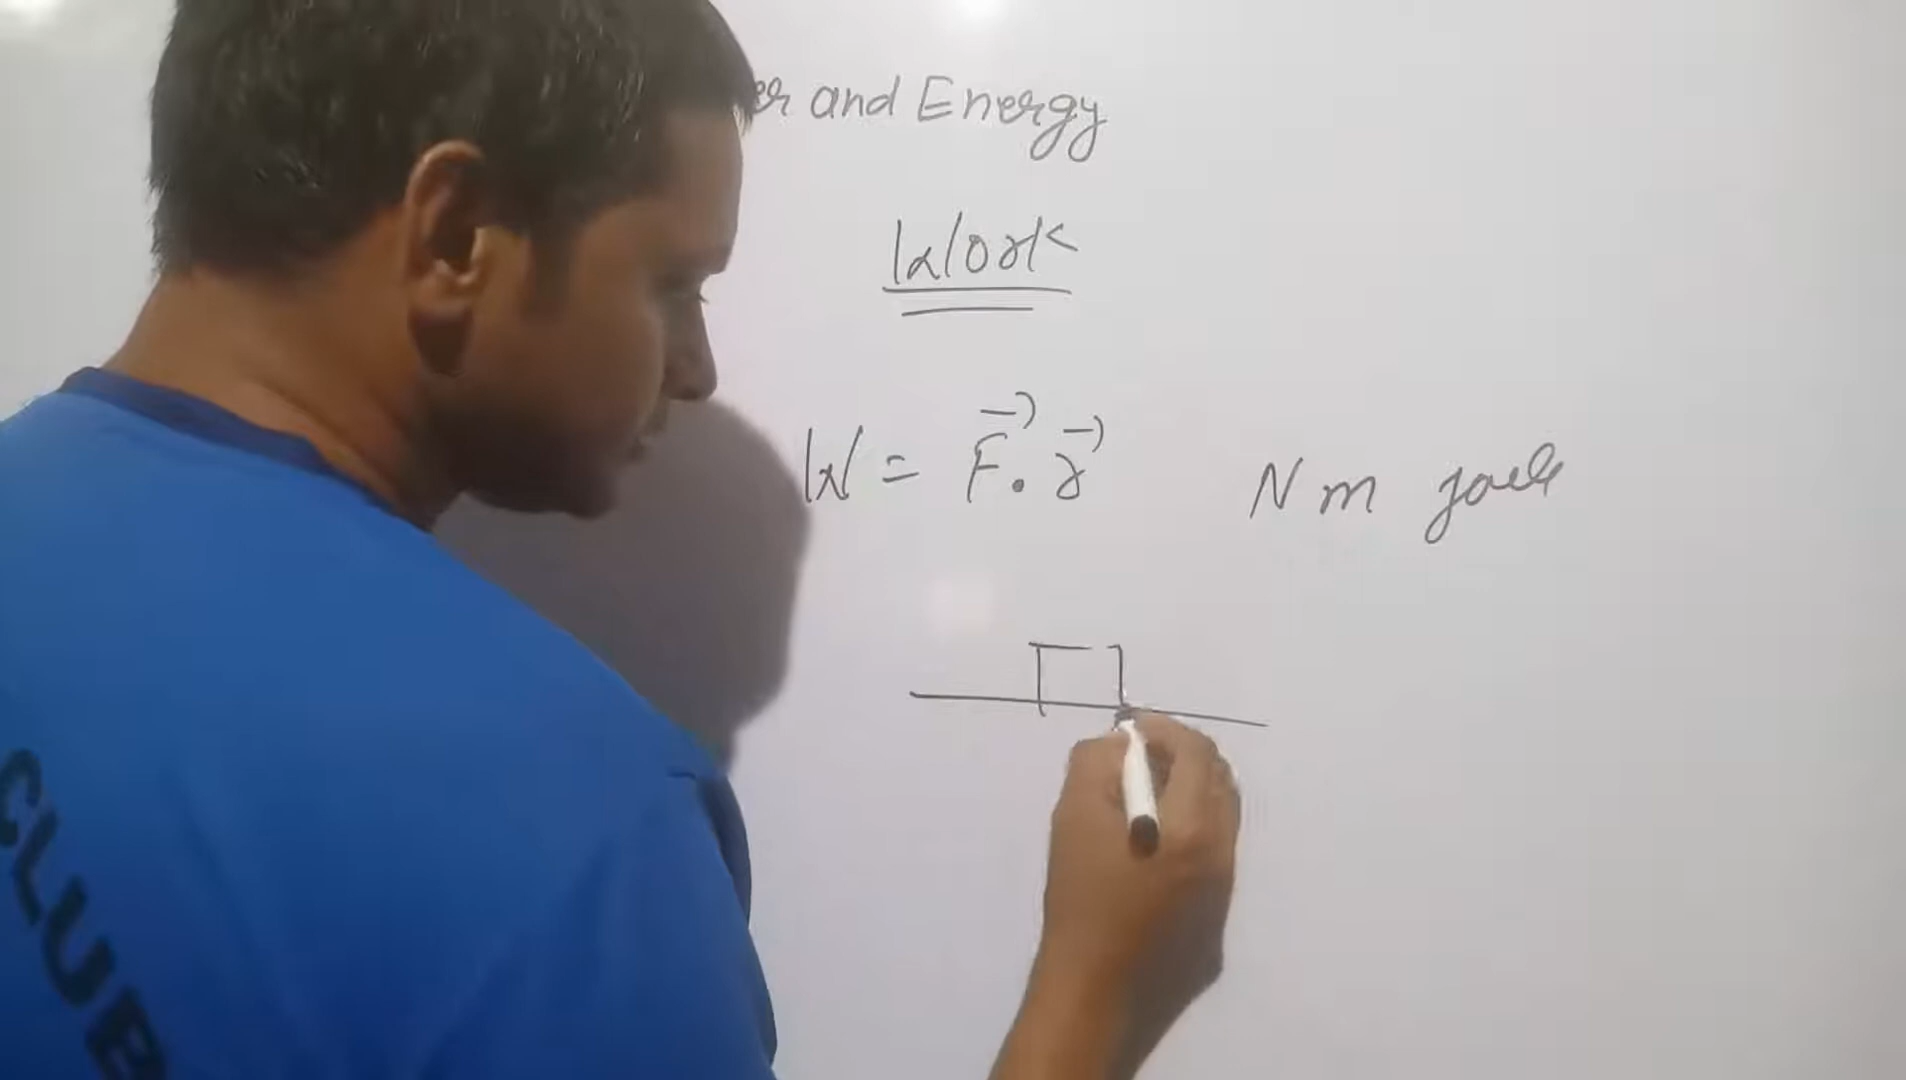 er and Energy
Work
W = F⃗ . r⃗ N m joule
CLUB